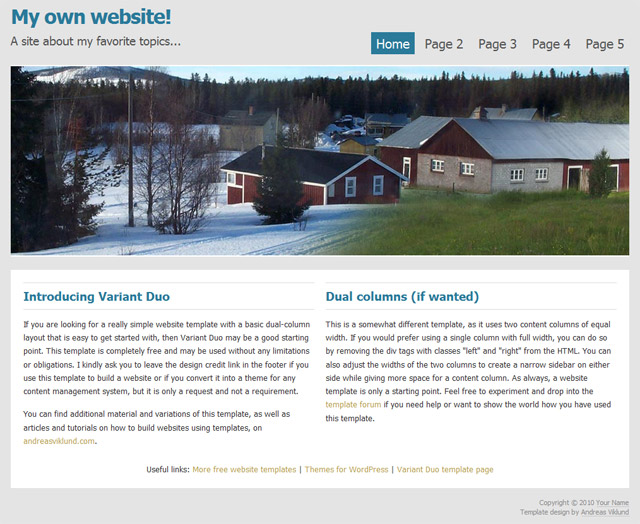 My own website!
A site about my favorite topics...
Home Page 2 Page 3 Page 4 Page 5
Introducing Variant Duo
If you are looking for a really simple website template with a basic dual-column
layout that is easy to get started with, then Variant Duo may be a good starting
point. This template is completely free and may be used without any limitations
or obligations. I kindly ask you to leave the design credit link in the footer if you
use this template to build a website or if you convert it into a theme for any
content management system, but it is only a request and not a requirement.
You can find additional material and variations of this template, as well as
articles and tutorials on how to build websites using templates, on
andreasviklund.com.
Dual columns (if wanted)
This is a somewhat different template, as it uses two content columns of equal
width. If you would prefer using a single column with full width, you can do so
by removing the div tags with classes "left" and "right" from the HTML. You can
also adjust the widths of the two columns to create a narrow sidebar on either
side while giving more space for a content column. As always, a website
template is only a starting point. Feel free to experiment and drop into the
template forum if you need help or want to show the world how you have used
this template.
Useful links: More free website templates | Themes for WordPress | Variant Duo template page
Copyright © 2010 Your Name
Template design by Andreas Viklund